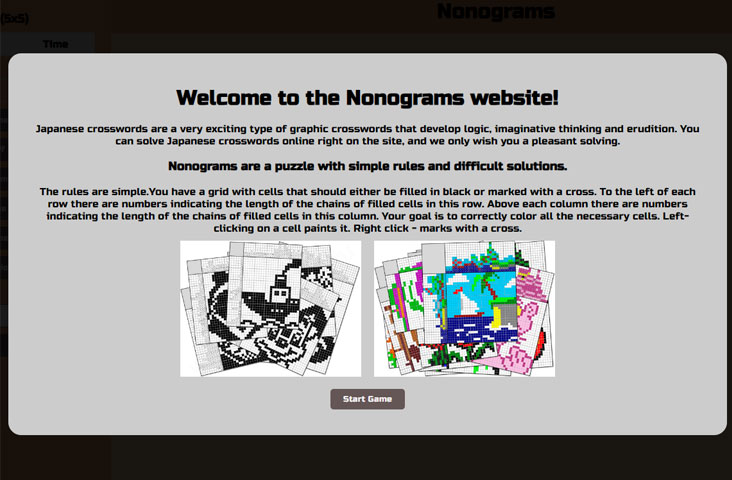 Nonograms
(5x5)
Time
Welcome to the Nonograms website!
Japanese crosswords are a very exciting type of graphic crosswords that develop logic, imaginative thinking and erudition. You
can solve Japanese crosswords online right on the site, and we only wish you a pleasant solving.
Nonograms are a puzzle with simple rules and difficult solutions.
The rules are simple.You have a grid with cells that should either be filled in black or marked with a cross. To the left of each
row there are numbers indicating the length of the chains of filled cells in this row. Above each column there are numbers
indicating the length of the chains of filled cells in this column. Your goal is to correctly color all the necessary cells. Left-
clicking on a cell paints it. Right click - marks with a cross.
Start Game